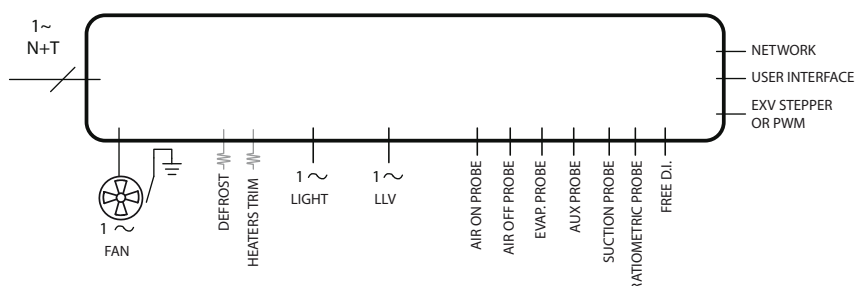 1~
N+T
NETWORK
USER INTERFACE
EXV STEPPER
OR PWM
1~
FAN
DEFROST
HEATERS TRIM
1~
LIGHT
1~
LLV
AIR ON PROBE
AIR OFF PROBE
EVAP. PROBE
AUX PROBE
SUCTION PROBE
RATIOMETRIC PROBE
FREE D.I.